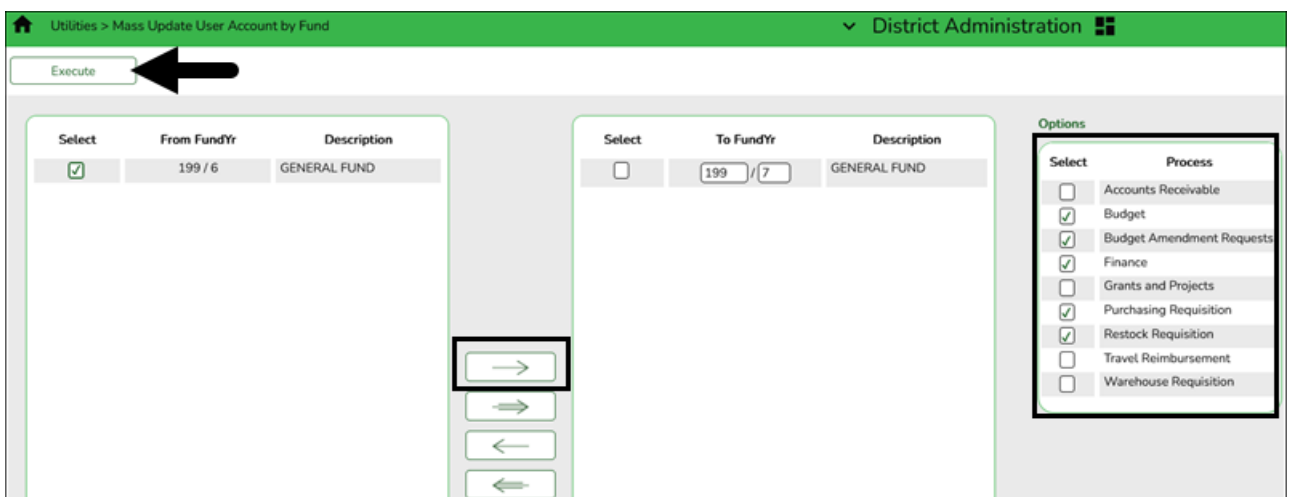 Utilities > Mass Update User Account by Fund
District Administration
Execute
Select From FundYr Description
199 / 6 GENERAL FUND
Select To FundYr Description
199 / 7 GENERAL FUND
Options
Select Process
Accounts Receivable
Budget
Budget Amendment Requests
Finance
Grants and Projects
Purchasing Requisition
Restock Requisition
Travel Reimbursement
Warehouse Requisition